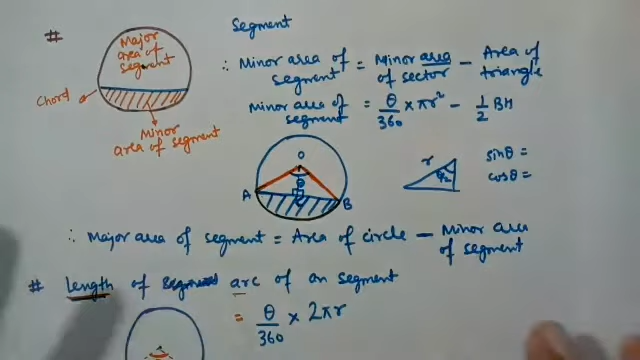 Segment
#
Major
area of
segment
Chord
Minor
area of segment
∴ Minor area of segment = Minor area of sector - Area of triangle
Minor area of segment = θ/360 × πr² - 1/2 BH
O
θ
A
B
r
θ/2
sinθ =
cosθ =
∴ Major area of segment = Area of circle - Minor area of segment
# Length of arc of an segment
= θ/360 × 2πr